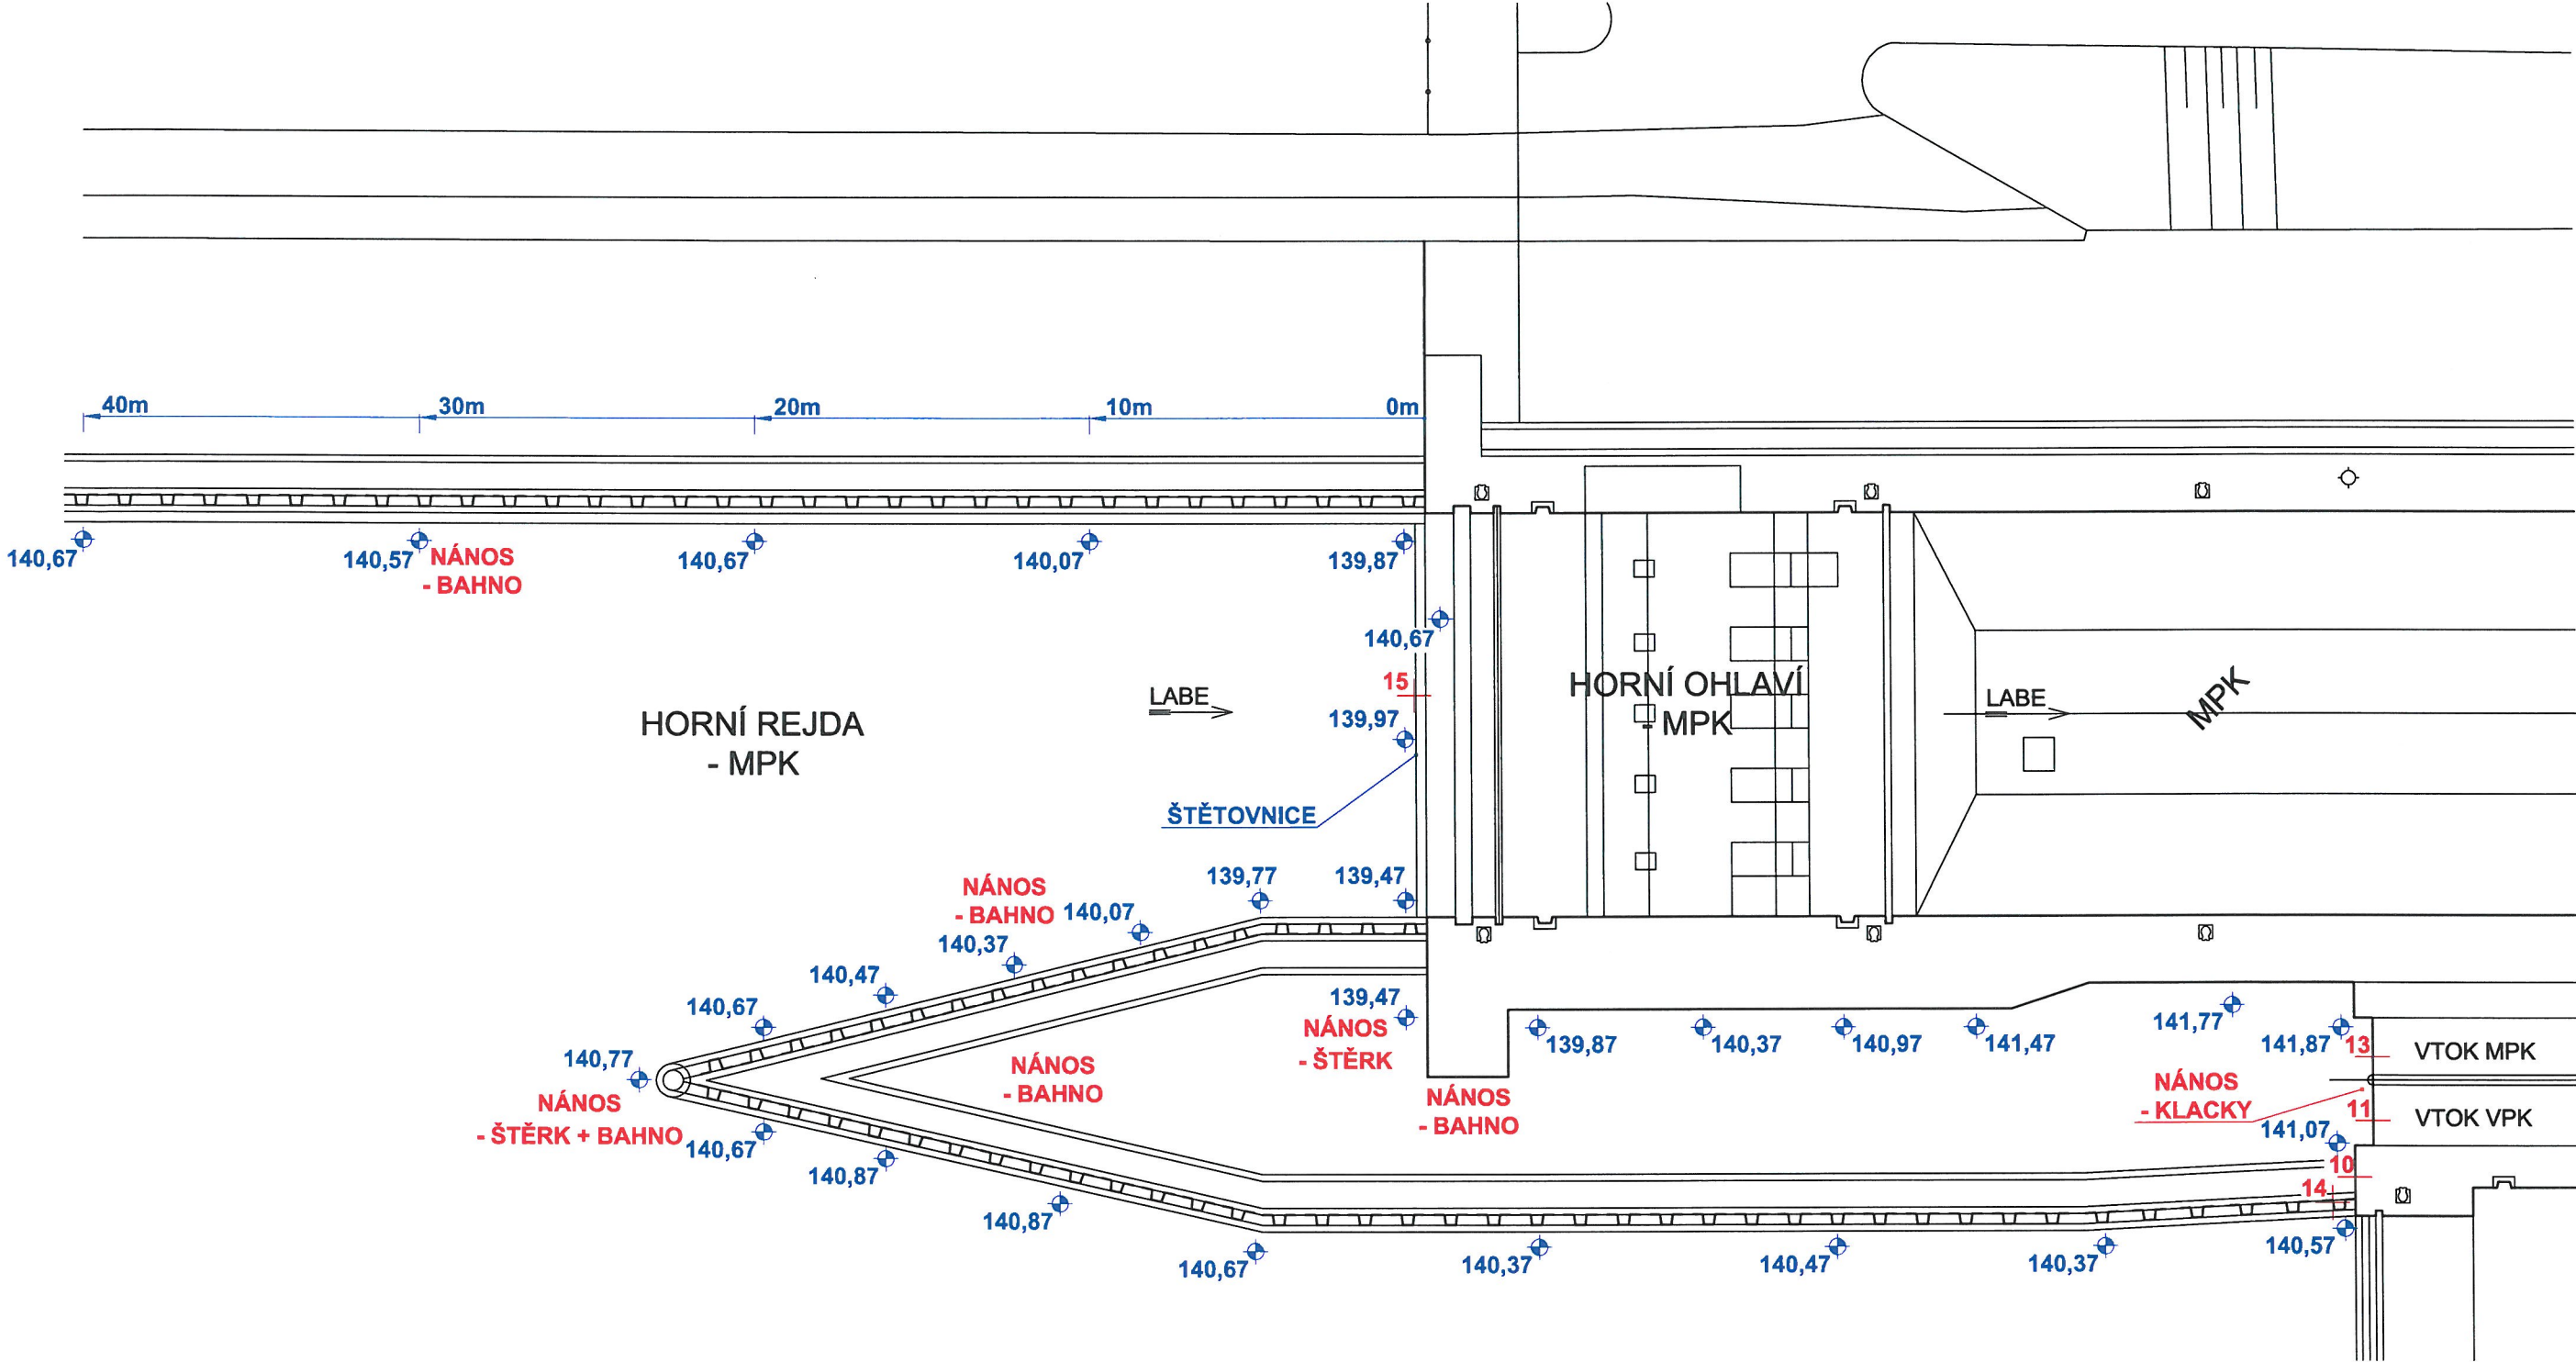 40m
30m
20m
10m
0m
140,67
140,57
NÁNOS
- BAHNO
140,67
140,07
139,87
140,67
15
139,97
LABE
HORNÍ REJDA
- MPK
HORNÍ OHLAVÍ
- MPK
LABE
MPK
ŠTĚTOVNICE
139,77
139,47
NÁNOS
- BAHNO
140,07
140,37
140,47
140,67
140,77
NÁNOS
- ŠTĚRK + BAHNO
139,47
NÁNOS
- ŠTĚRK
NÁNOS
- BAHNO
NÁNOS
- BAHNO
139,87
140,37
140,97
141,47
141,77
141,87
13
VTOK MPK
NÁNOS
- KLACKY
11
VTOK VPK
141,07
10
14
140,67
140,87
140,87
140,67
140,37
140,47
140,37
140,57